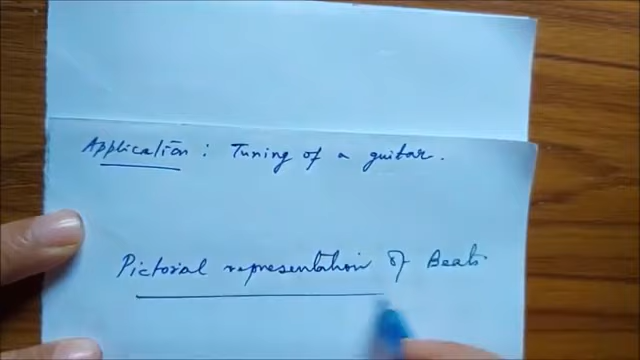 Application : Tuning of a guitar.
Pictorial representation of Beats